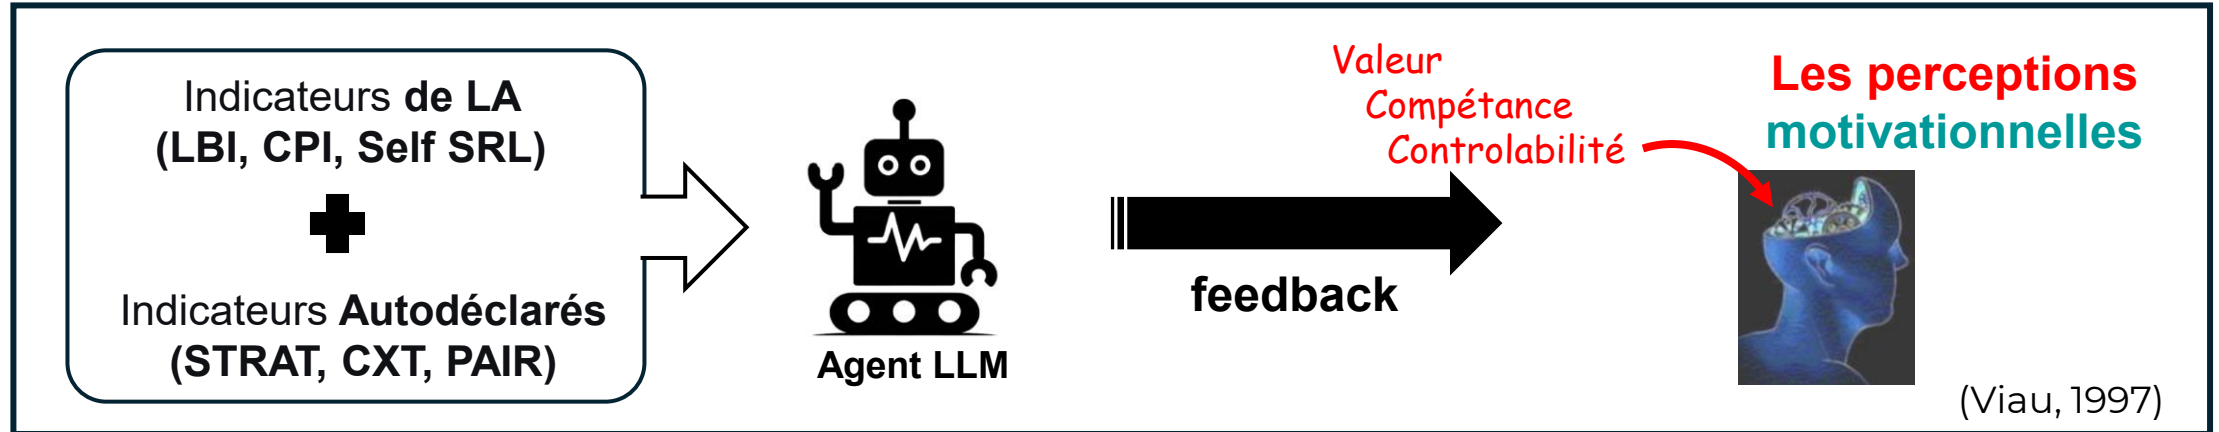 Indicateurs de LA
(LBI, CPI, Self SRL)
Indicateurs Autodéclarés
(STRAT, CXT, PAIR)
Agent LLM
feedback
Valeur
Compétance
Controlabilité
Les perceptions
motivationnelles
(Viau, 1997)